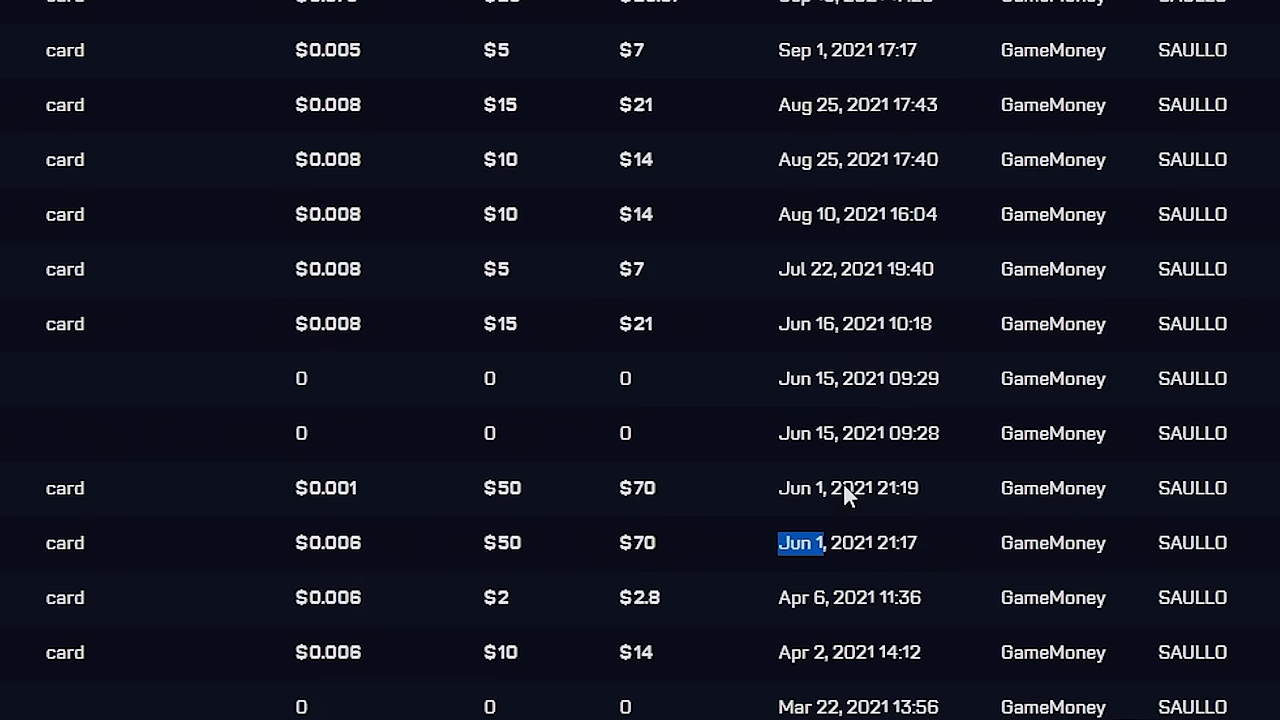 card $0.005 $5 $7 Sep 1, 2021 17:17 GameMoney SAULLO
card $0.008 $15 $21 Aug 25, 2021 17:43 GameMoney SAULLO
card $0.008 $10 $14 Aug 25, 2021 17:40 GameMoney SAULLO
card $0.008 $10 $14 Aug 10, 2021 16:04 GameMoney SAULLO
card $0.008 $5 $7 Jul 22, 2021 19:40 GameMoney SAULLO
card $0.008 $15 $21 Jun 16, 2021 10:18 GameMoney SAULLO
0 0 0 Jun 15, 2021 09:29 GameMoney SAULLO
0 0 0 Jun 15, 2021 09:28 GameMoney SAULLO
card $0.001 $50 $70 Jun 1, 2021 21:19 GameMoney SAULLO
card $0.006 $50 $70 Jun 1, 2021 21:17 GameMoney SAULLO
card $0.006 $2 $2.8 Apr 6, 2021 11:36 GameMoney SAULLO
card $0.006 $10 $14 Apr 2, 2021 14:12 GameMoney SAULLO
0 0 0 Mar 22, 2021 13:56 GameMoney SAULLO